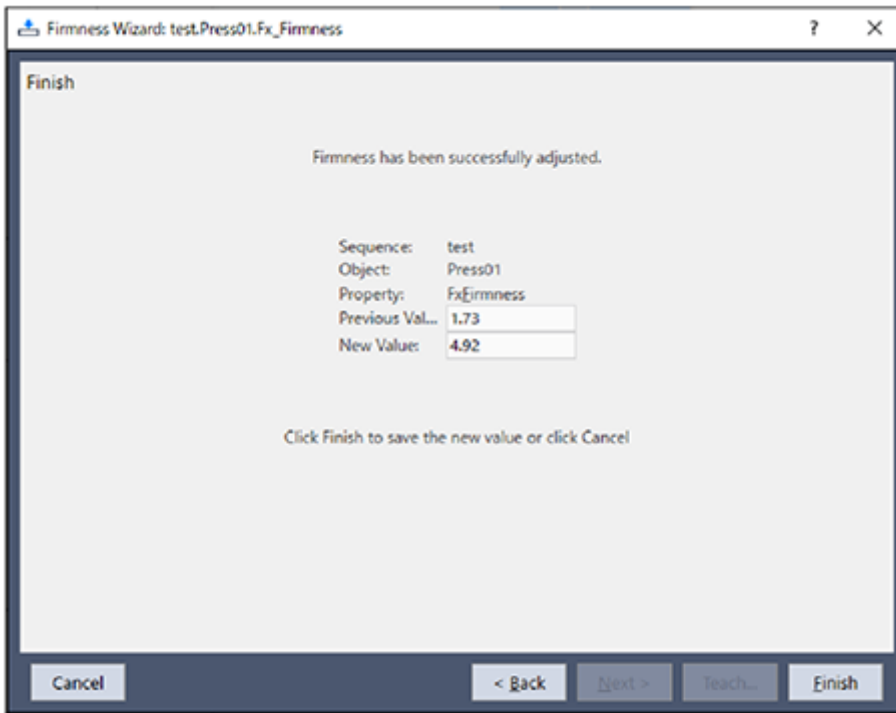 Firmness Wizard: test.Press01.Fx_Firmness ? ×
Finish
Firmness has been successfully adjusted.
Sequence: test
Object: Press01
Property: FxFirmness
Previous Val... 1.73
New Value: 4.92
Click Finish to save the new value or click Cancel
Cancel < Back Next > Teach... Finish